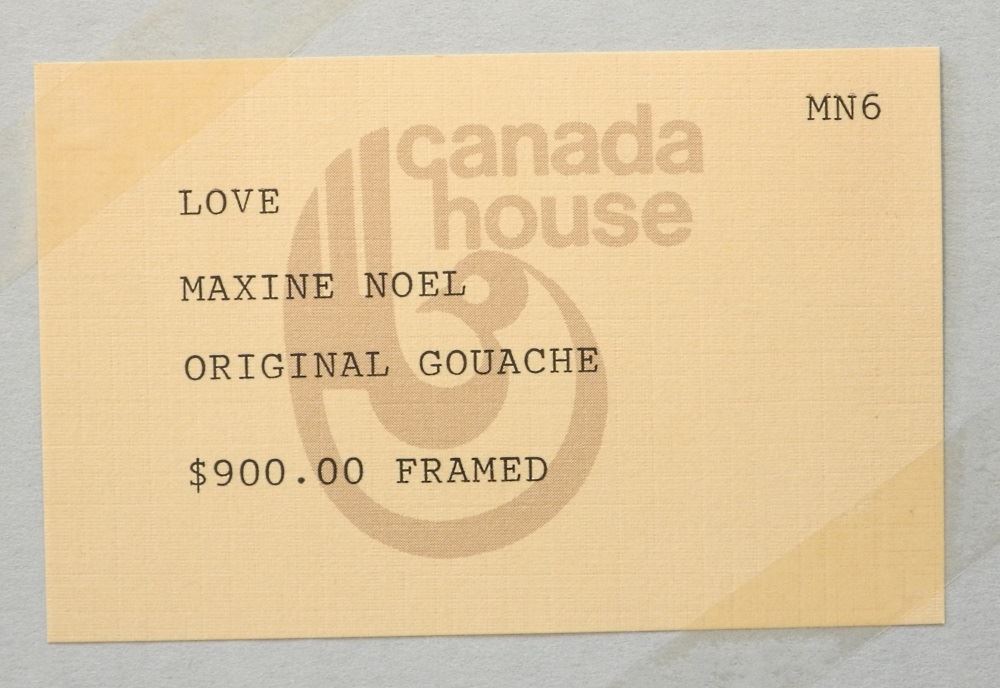 MN6
canada
house
LOVE
MAXINE NOEL
ORIGINAL GOUACHE
$900.00 FRAMED